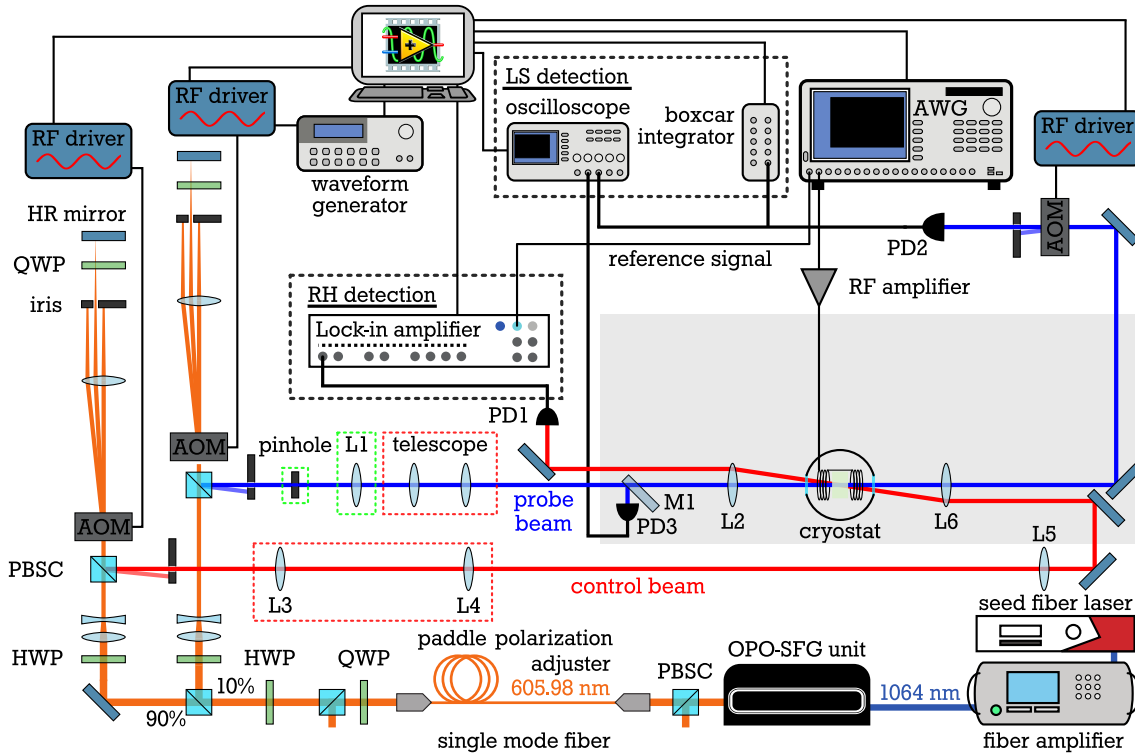 LS detection
oscilloscope
boxcar
integrator
AWG
RF driver
RF driver
RF driver
waveform
generator
HR mirror
QWP
iris
AOM
PD2
reference signal
RF amplifier
RH detection
Lock-in amplifier
PD1
AOM
pinhole
L1
telescope
probe
beam
M1
PD3
L2
cryostat
L6
AOM
PBSC
L3
L4
control beam
L5
seed fiber laser
HWP
HWP
QWP
paddle polarization
adjuster
605.98 nm
OPO-SFG unit
PBSC
1064 nm
10%
90%
single mode fiber
fiber amplifier